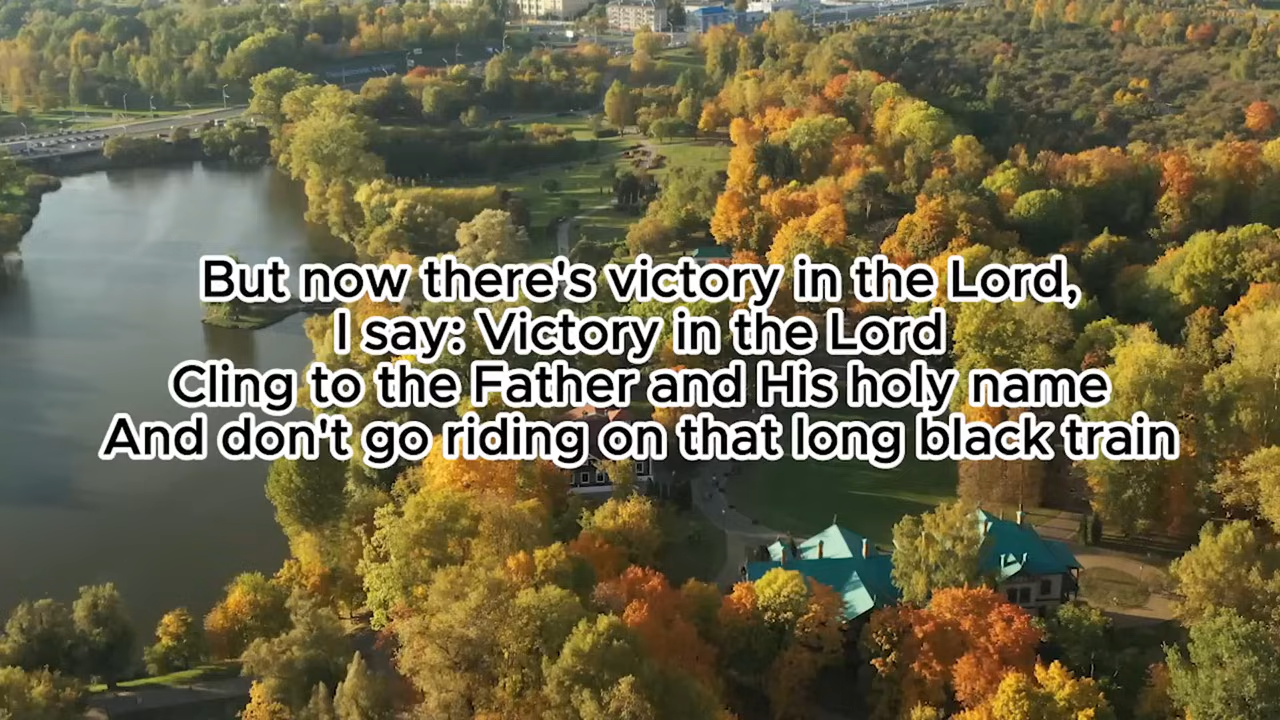 But now there's victory in the Lord,
I say: Victory in the Lord
Cling to the Father and His holy name
And don't go riding on that long black train